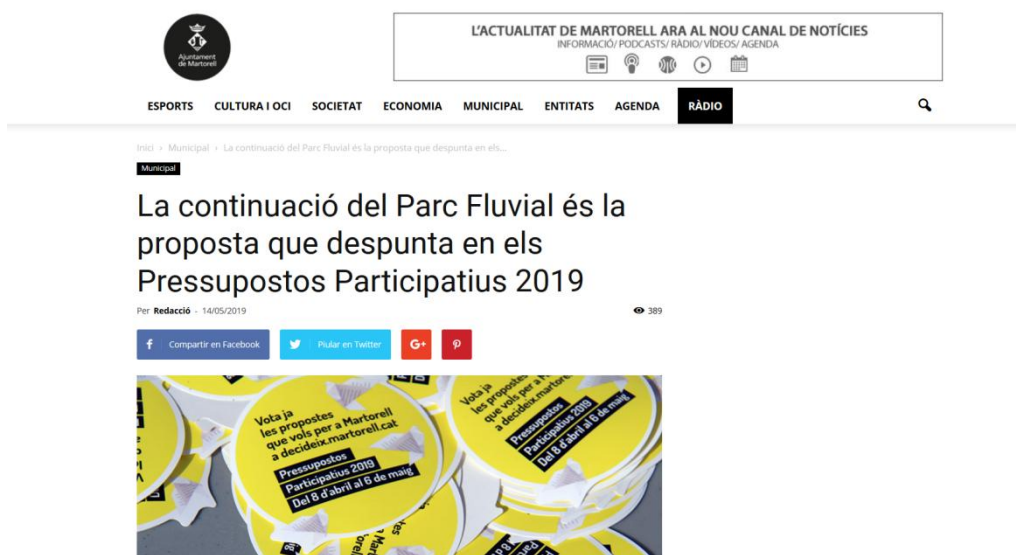 Ajuntament
de Martorell
L'ACTUALITAT DE MARTORELL ARA AL NOU CANAL DE NOTÍCIES
INFORMACIÓ/ PODCASTS/ RÀDIO/ VÍDEOS/ AGENDA
ESPORTS CULTURA I OCI SOCIETAT ECONOMIA MUNICIPAL ENTITATS AGENDA RÀDIO
Inici › Municipal › La continuació del Parc Fluvial és la proposta que despunta en els...
Municipal
La continuació del Parc Fluvial és la
proposta que despunta en els
Pressupostos Participatius 2019
Per Redacció - 14/05/2019 389
Compartir en Facebook Piular en Twitter G+
Vota ja
les propostes
que vols per a Martorell
a decideix.martorell.cat
Pressupostos
Participatius 2019
Del 8 d'abril al 6 de maig
Vota ja
les propostes
que vols per a Martorell
a decideix.martorell.cat
Pressupostos
Participatius 2019
Del 8 d'abril al 6 de maig